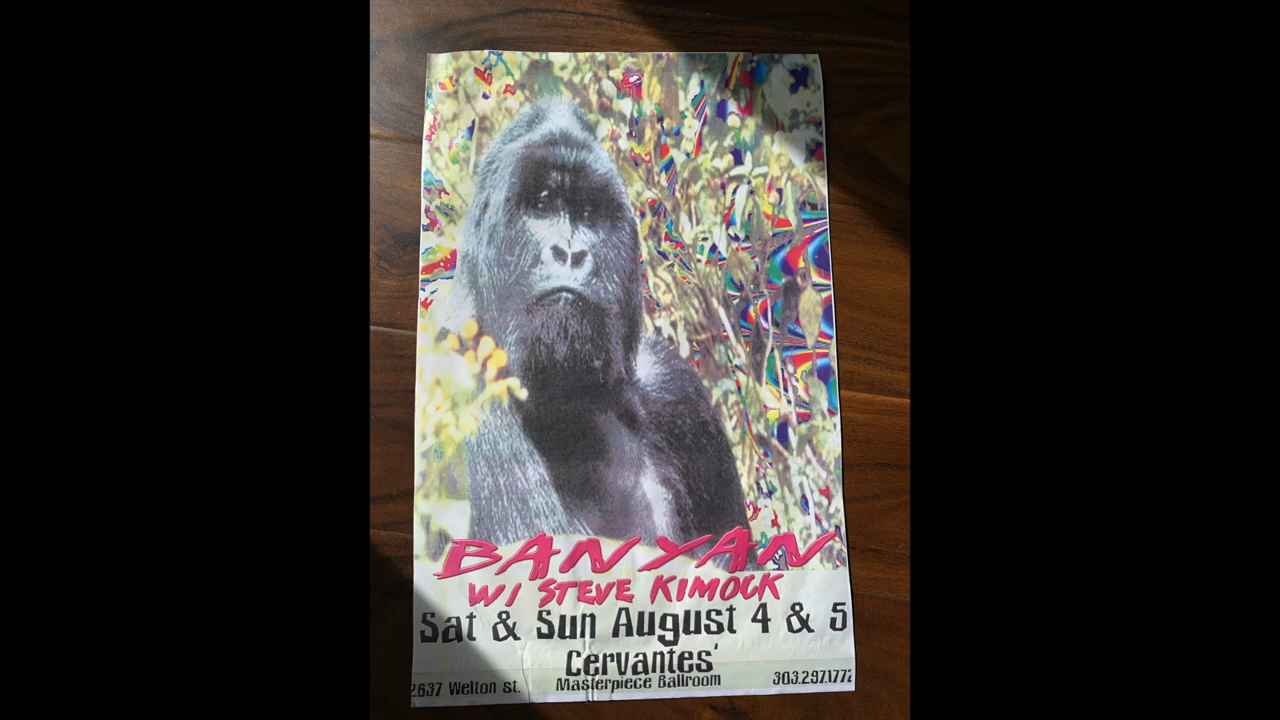 BANYAN
W/ STEVE KIMOCK
Sat & Sun August 4 & 5
Cervantes'
Masterpiece Ballroom
2637 Welton st.
303.297.1772